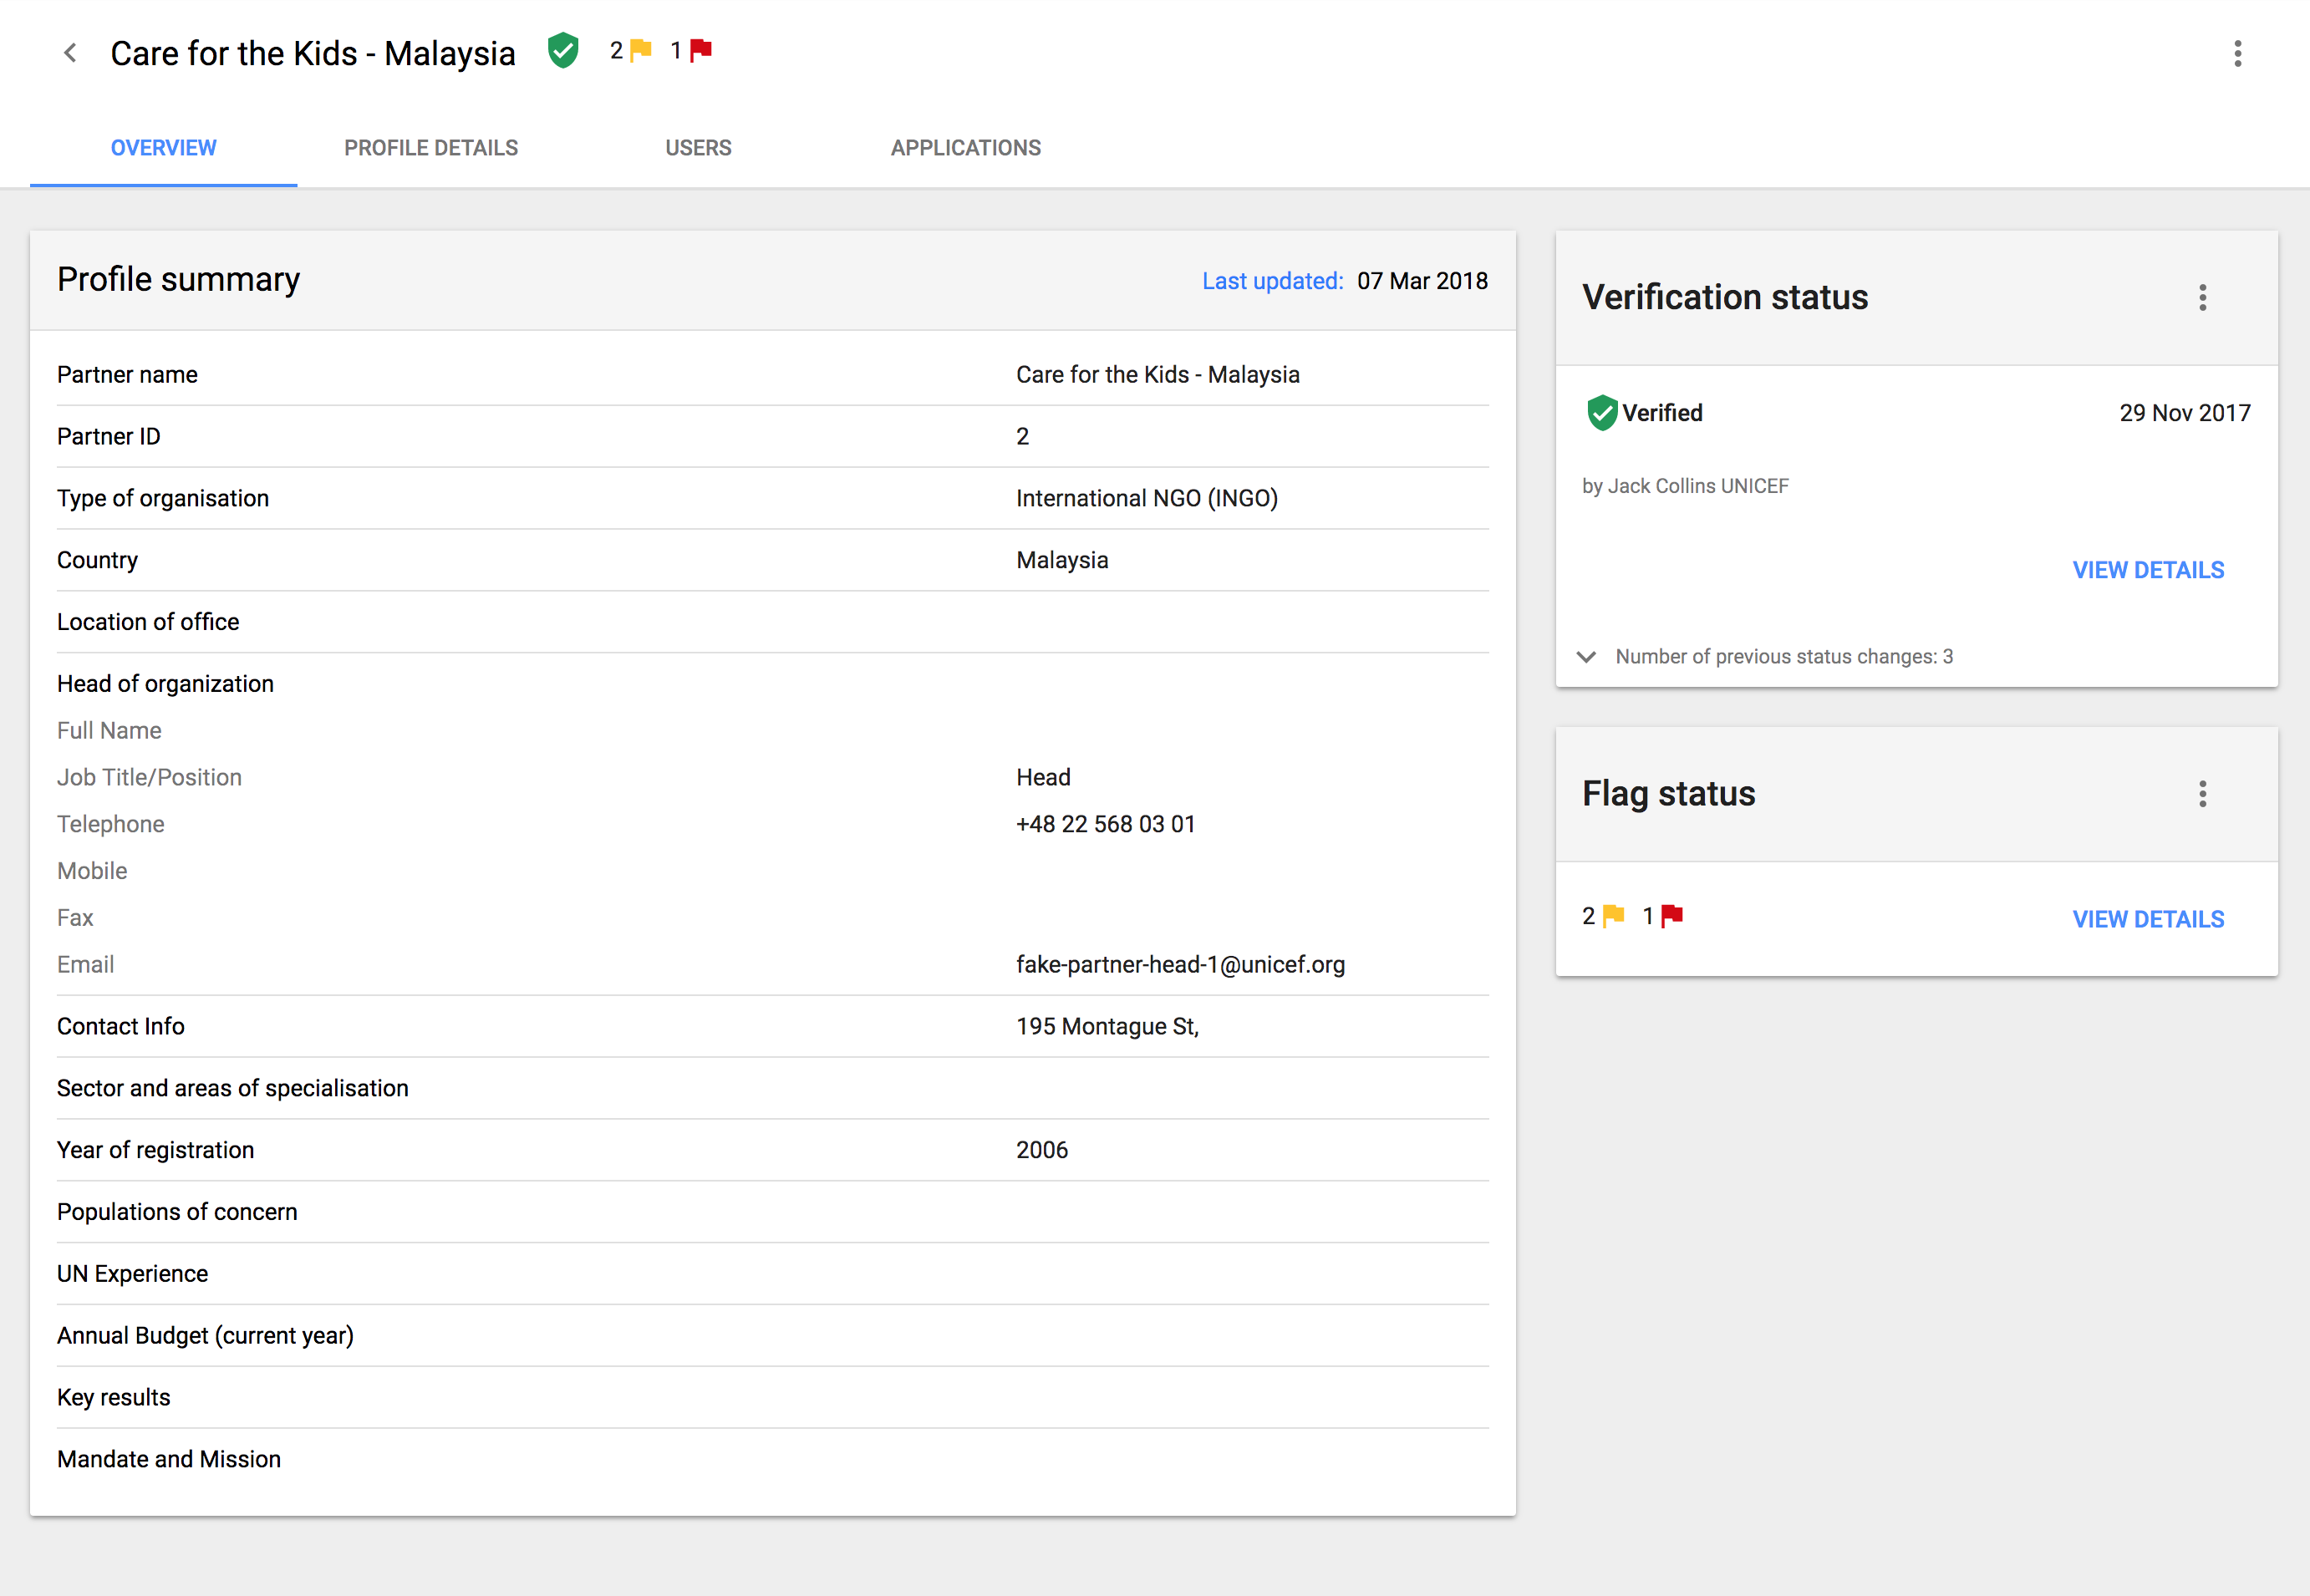 Care for the Kids - Malaysia 2 1
OVERVIEW PROFILE DETAILS USERS APPLICATIONS
Profile summary Last updated: 07 Mar 2018
Partner name Care for the Kids - Malaysia
Partner ID 2
Type of organisation International NGO (INGO)
Country Malaysia
Location of office
Head of organization
Full Name
Job Title/Position Head
Telephone +48 22 568 03 01
Mobile
Fax
Email fake-partner-head-1@unicef.org
Contact Info 195 Montague St,
Sector and areas of specialisation
Year of registration 2006
Populations of concern
UN Experience
Annual Budget (current year)
Key results
Mandate and Mission
Verification status
Verified 29 Nov 2017
by Jack Collins UNICEF
VIEW DETAILS
Number of previous status changes: 3
Flag status
2 1 VIEW DETAILS